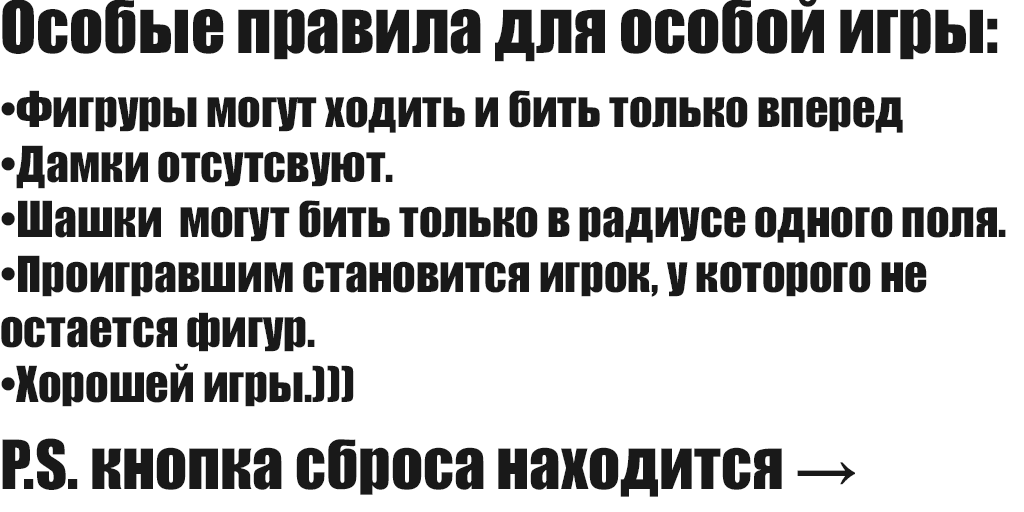 Особые правила для особой игры:
•Фигруры могут ходить и бить только вперед
•Дамки отсутсвуют.
•Шашки  могут бить только в радиусе одного поля.
•Проигравшим становится игрок, у которого не
остается фигур.
•Хорошей игры.)))
P.S. кнопка сброса находится →